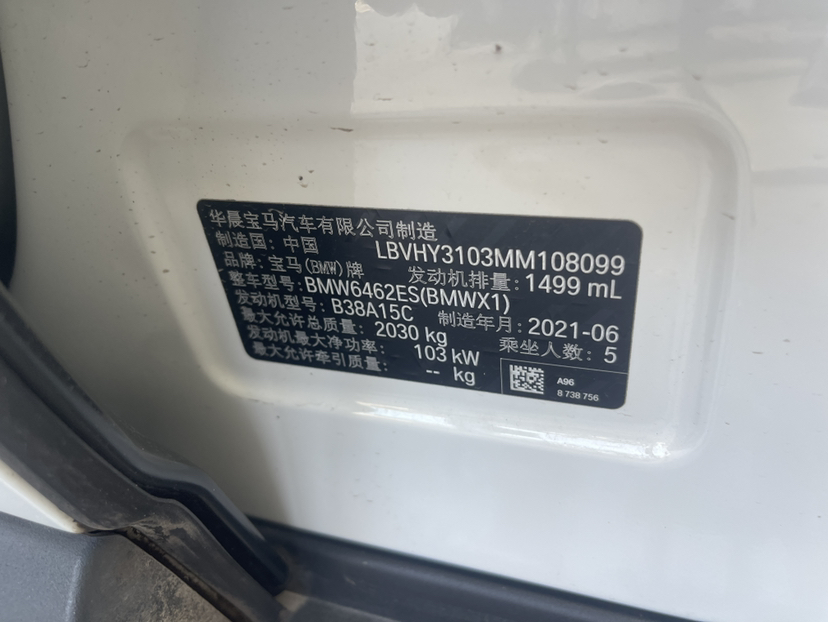 华晨宝马汽车有限公司制造
制造国: 中国 LBVHY3103MM108099
品牌: 宝马(BMW)牌 发动机排量: 1499 mL
整车型号: BMW6462ES(BMWX1)
发动机型号: B38A15C 制造年月: 2021-06
最大允许总质量: 2030 kg 乘坐人数: 5
发动机最大净功率: 103 kW
最大允许牵引质量: -- kg
A96
8 738 756